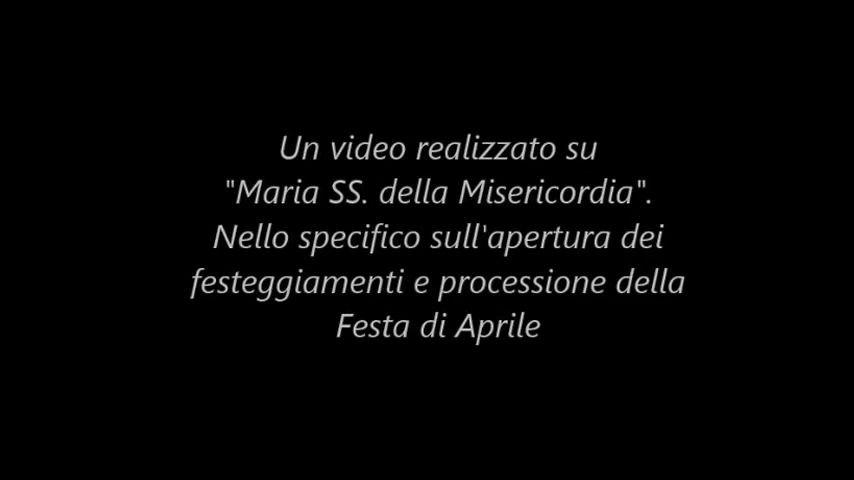 Un video realizzato su
"Maria SS. della Misericordia".
Nello specifico sull'apertura dei
festeggiamenti e processione della
Festa di Aprile